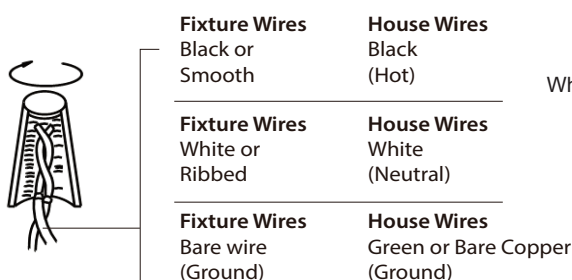 Fixture Wires House Wires
Black or Black
Smooth (Hot)
Wh
Fixture Wires House Wires
White or White
Ribbed (Neutral)
Fixture Wires House Wires
Bare wire Green or Bare Copper
(Ground) (Ground)